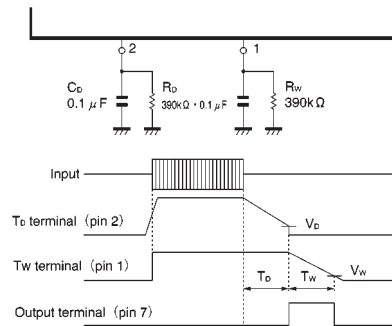 2
1
CD
0.1 μF
RD
390kΩ · 0.1 μF
RW
390kΩ
Input
TD terminal (pin 2)
VD
TW terminal (pin 1)
VW
TD
TW
Output terminal (pin 7)